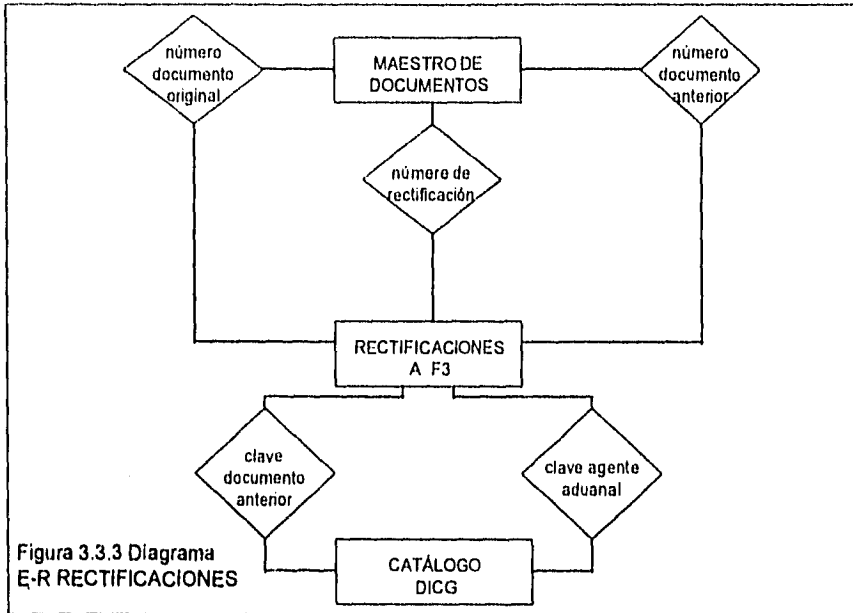 número
documento
original
MAESTRO DE
DOCUMENTOS
número
documento
anterior
número de
rectificación
RECTIFICACIONES
A F3
clave
documento
anterior
clave agente
aduanal
CATÁLOGO
DICG
Figura 3.3.3 Diagrama
E-R RECTIFICACIONES